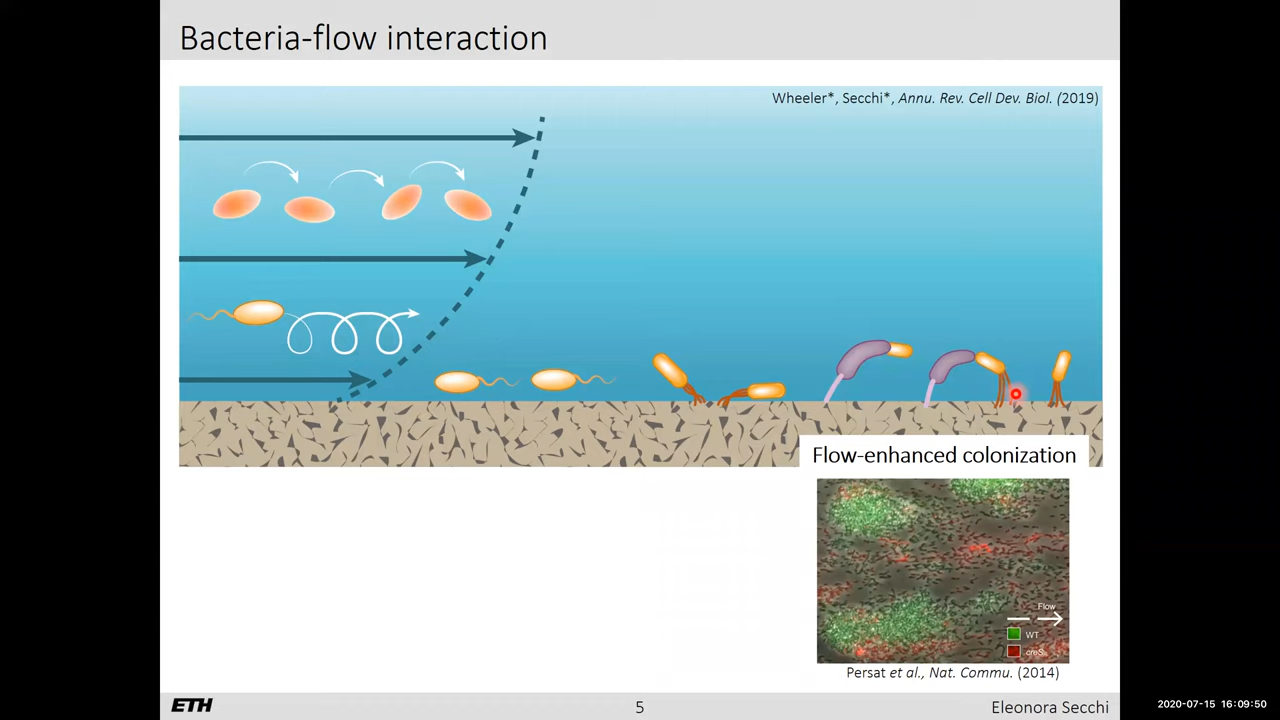 Bacteria-flow interaction
Wheeler*, Secchi*, Annu. Rev. Cell Dev. Biol. (2019)
Flow-enhanced colonization
Flow
WT
creS
Persat et al., Nat. Commu. (2014)
ETH
5
Eleonora Secchi
2020-07-15 16:09:50